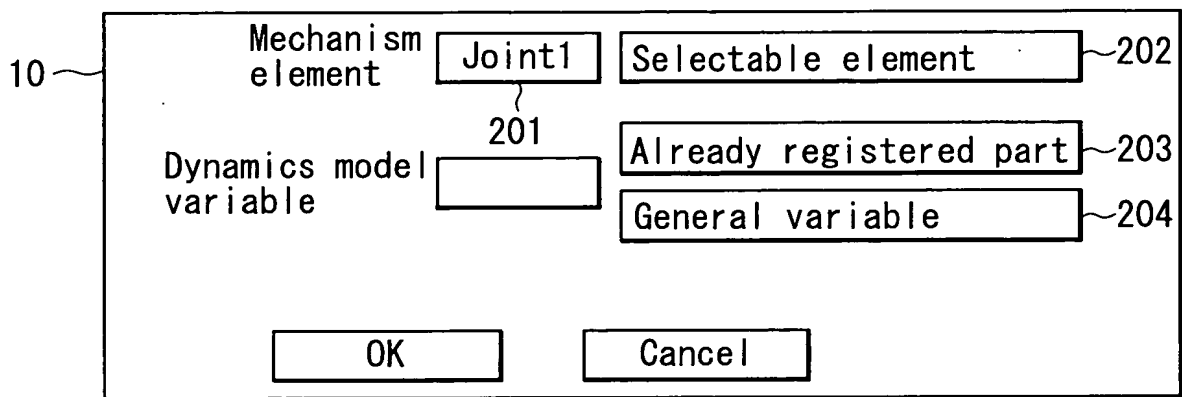 Mechanism element
Joint1
Selectable element
202
10
201
Already registered part
203
Dynamics model variable
General variable
204
OK
Cancel